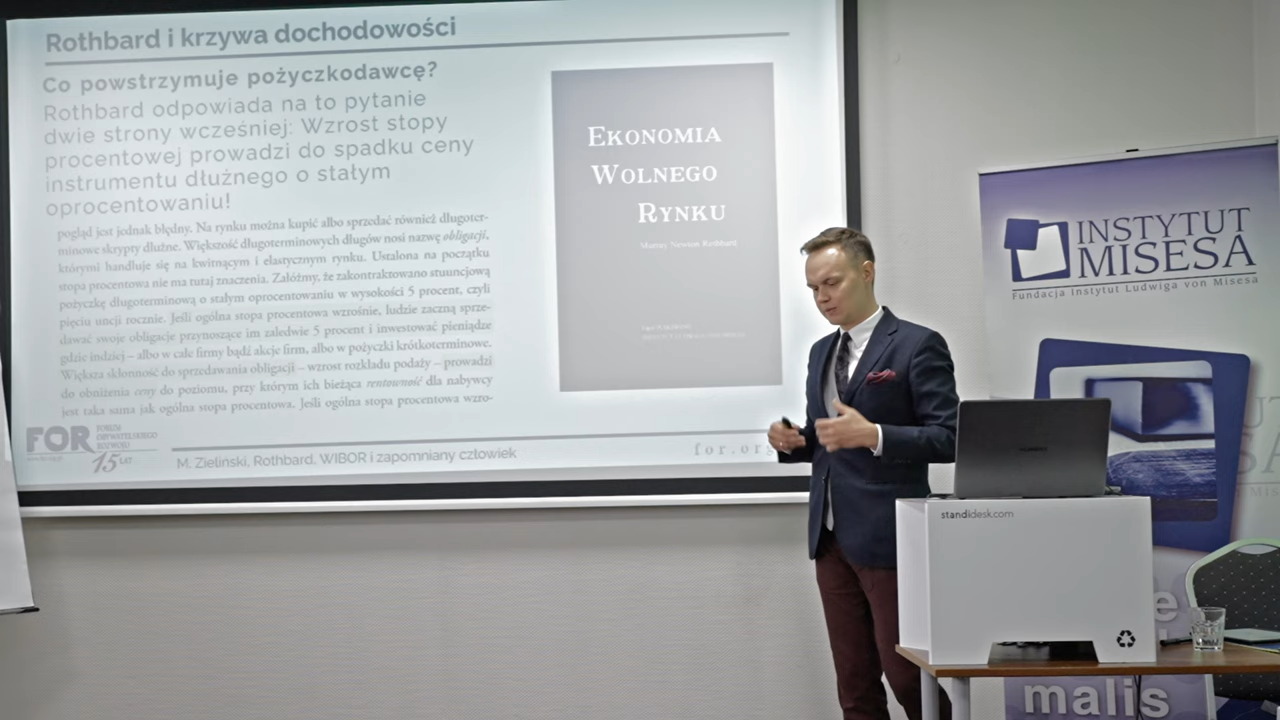 Rothbard i krzywa dochodowości
Co powstrzymuje pożyczkodawcę?
Rothbard odpowiada na to pytanie
dwie strony wcześniej: Wzrost stopy
procentowej prowadzi do spadku ceny
instrumentu dłużnego o stałym
oprocentowaniu!
pogląd jest jednak błędny. Na rynku można kupić albo sprzedać również długoter-
minowe skrypty dłużne. Większość długoterminowych długów nosi nazwę obligacji,
którymi handluje się na kwitnącym i elastycznym rynku. Ustalona na początku
stopa procentowa nie ma tutaj znaczenia. Załóżmy, że zakontraktowano stuuncjową
pożyczkę długoterminową o stałym oprocentowaniu w wysokości 5 procent, czyli
pięciu uncji rocznie. Jeśli ogólna stopa procentowa wzrośnie, ludzie zaczną sprze-
dawać swoje obligacje przynoszące im zaledwie 5 procent i inwestować pieniądze
gdzie indziej – albo w całe firmy bądź akcje firm, albo w pożyczki krótkoterminowe.
Większa skłonność do sprzedawania obligacji – wzrost rozkładu podaży – prowadzi
do obniżenia ceny do poziomu, przy którym ich bieżąca rentowność dla nabywcy
jest taka sama jak ogólna stopa procentowa. Jeśli ogólna stopa procentowa wzro-
EKONOMIA
WOLNEGO
RYNKU
Murray Newton Rothbard
FOR
FORUM
OBYWATELSKIEGO
ROZWOJU
15 LAT
M. Zielinski, Rothbard, WIBOR i zapomniany człowiek
for.org
INSTYTUT
MISESA
Fundacja Instytut Ludwiga von Misesa
HUAWEI
standidesk.com
malis